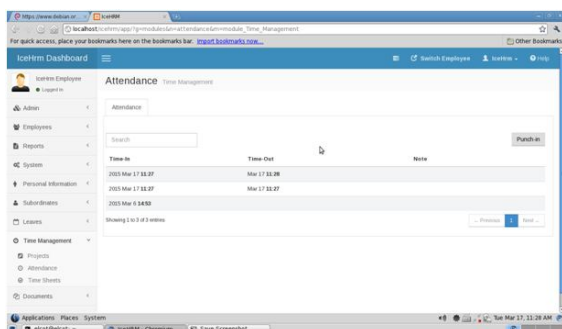 https://www.debian.or
IceHRM
localhost/icehrm/app/?g=modules&n=attendance&m=module_Time_Management
For quick access, place your bookmarks here on the bookmarks bar. Import bookmarks now...
Other Bookmarks
IceHrm Dashboard
Switch Employee
IceHrm
Help
IceHrm Employee
Logged In
Attendance Time Management
Admin
Attendance
Employees
Search
Punch-in
Reports
Time-In Time-Out Note
System
2015 Mar 17 11:27 Mar 17 11:28
Personal Information
2015 Mar 17 11:27 Mar 17 11:27
Subordinates
2015 Mar 6 14:53
Leaves
Showing 1 to 3 of 3 entries
← Previous 1 Next →
Time Management
Projects
Attendance
Time Sheets
Documents
Applications Places System
Tue Mar 17, 11:28 AM
IceHRM - Chromium
Save Screenshot